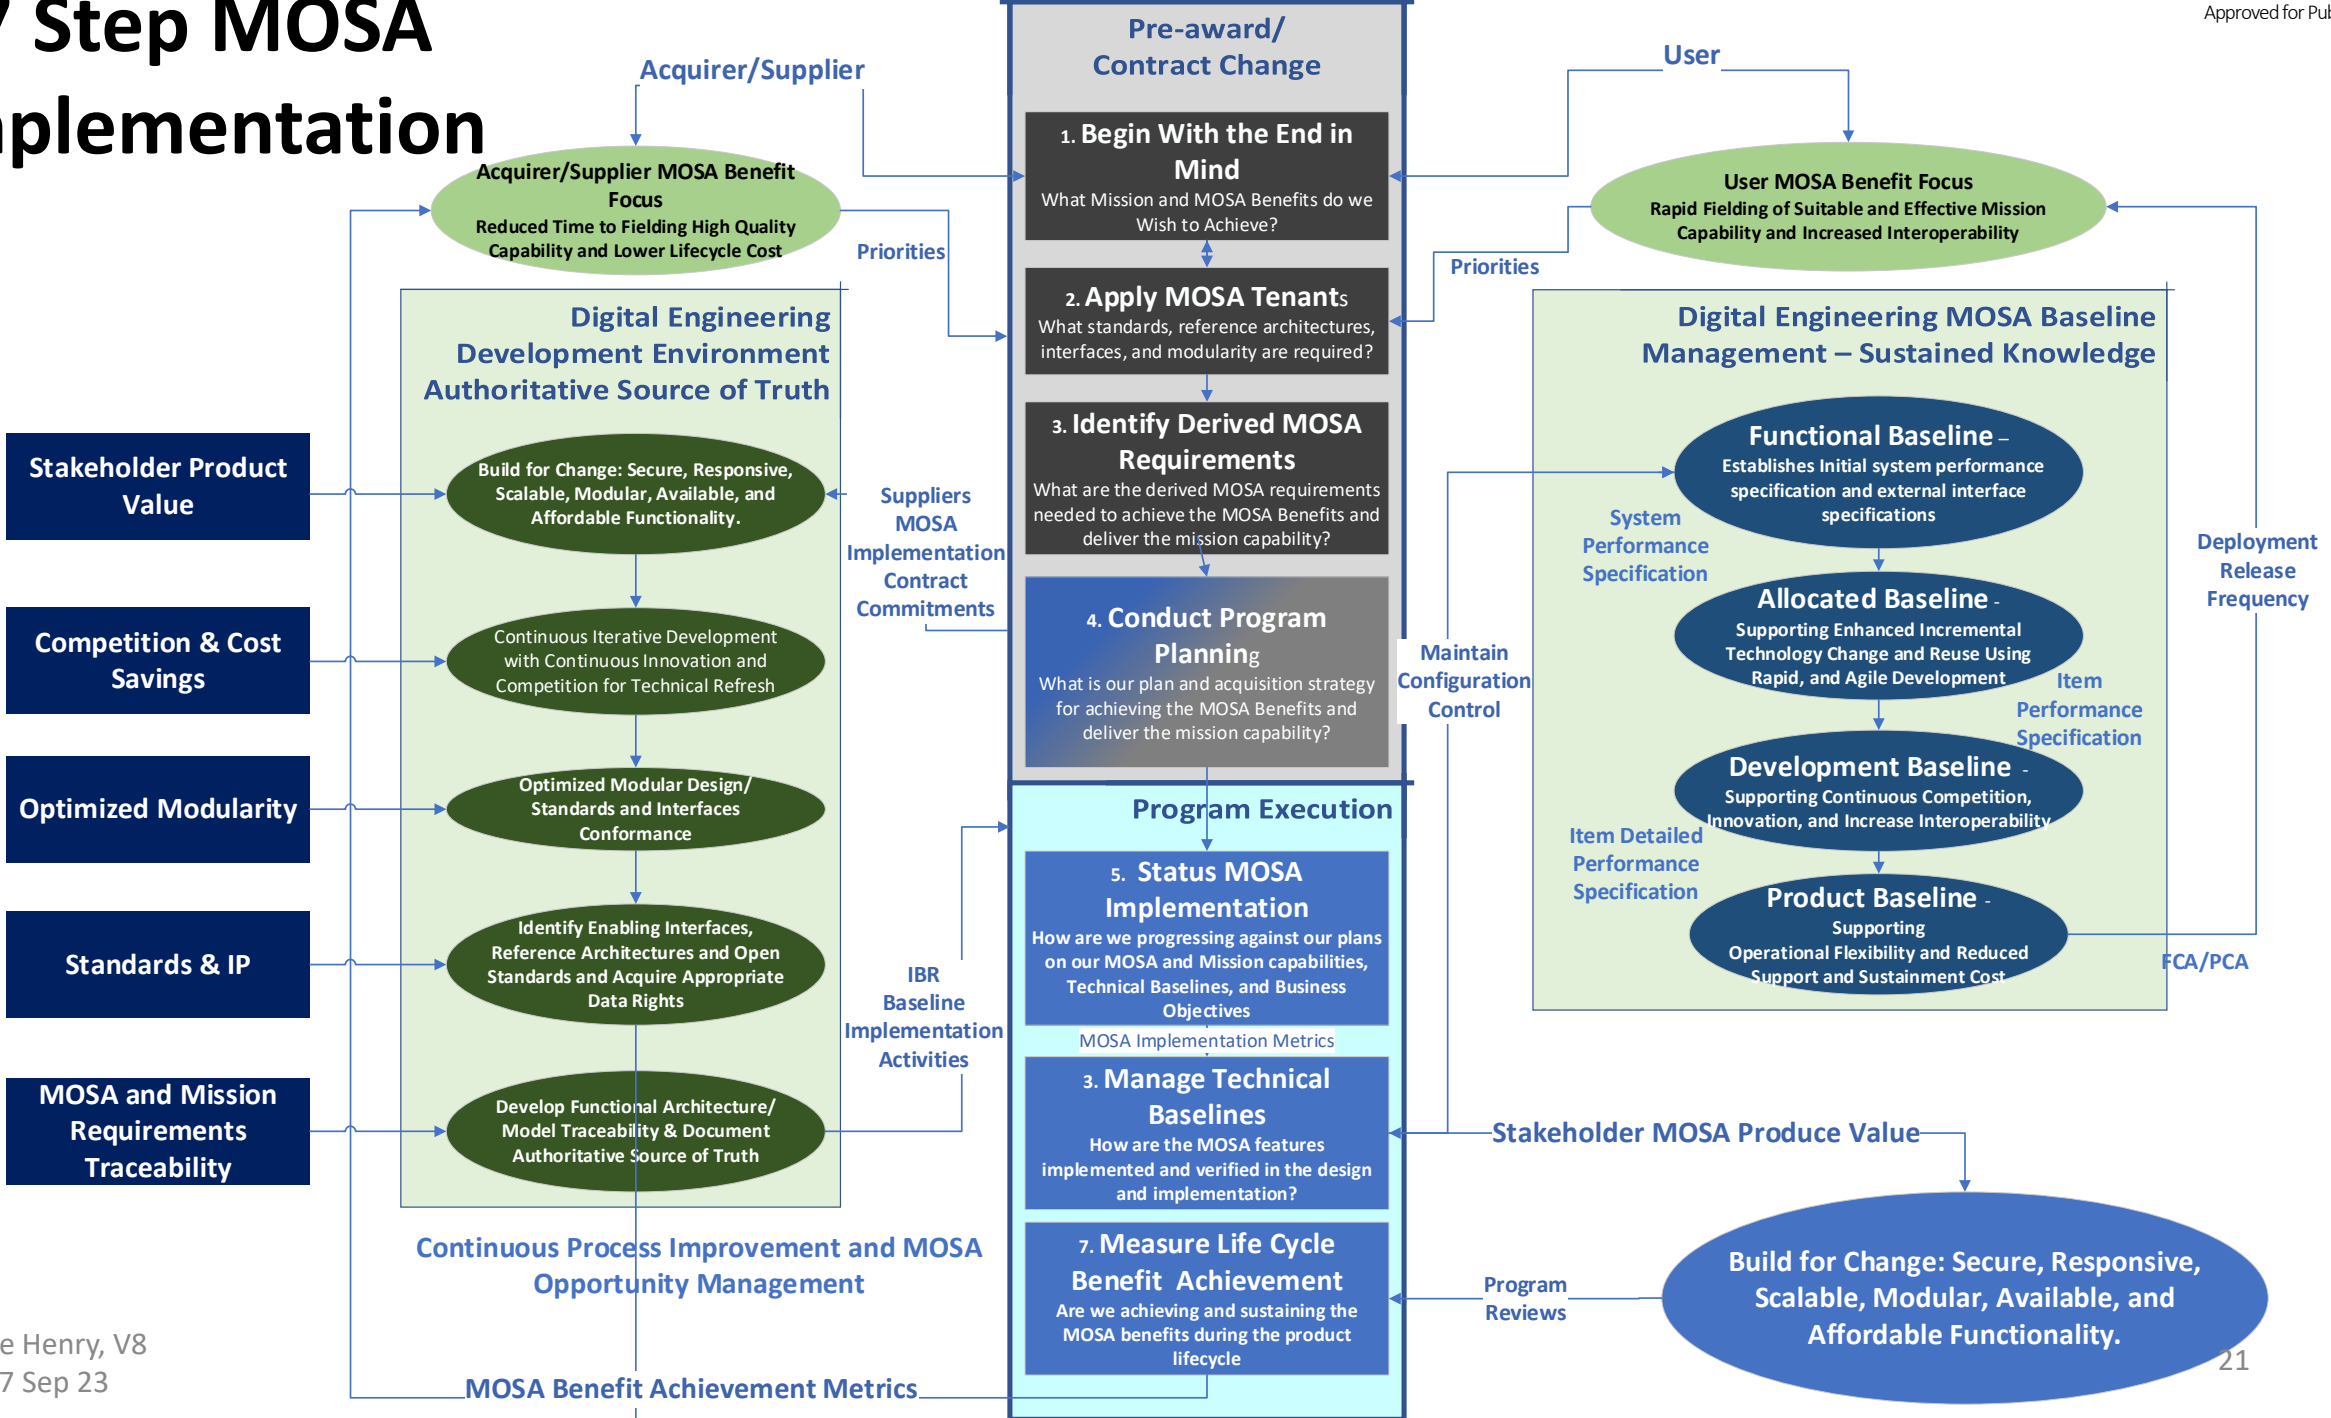 7 Step MOSA
mplementation
Approved for Pub
Acquirer/Supplier
Pre-award/
Contract Change
User
Acquirer/Supplier MOSA Benefit
Focus
Reduced Time to Fielding High Quality
Capability and Lower Lifecycle Cost
Priorities
1. Begin With the End in
Mind
What Mission and MOSA Benefits do we
Wish to Achieve?
User MOSA Benefit Focus
Rapid Fielding of Suitable and Effective Mission
Capability and Increased Interoperability
Priorities
2. Apply MOSA Tenants
What standards, reference architectures,
interfaces, and modularity are required?
3. Identify Derived MOSA
Requirements
What are the derived MOSA requirements
needed to achieve the MOSA Benefits and
deliver the mission capability?
4. Conduct Program
Planning
What is our plan and acquisition strategy
for achieving the MOSA Benefits and
deliver the mission capability?
Digital Engineering
Development Environment
Authoritative Source of Truth
Stakeholder Product
Value
Build for Change: Secure, Responsive,
Scalable, Modular, Available, and
Affordable Functionality.
Suppliers
MOSA
Implementation
Contract
Commitments
Competition & Cost
Savings
Continuous Iterative Development
with Continuous Innovation and
Competition for Technical Refresh
Optimized Modularity
Optimized Modular Design/
Standards and Interfaces
Conformance
Standards & IP
Identify Enabling Interfaces,
Reference Architectures and Open
Standards and Acquire Appropriate
Data Rights
IBR
Baseline
Implementation
Activities
MOSA and Mission
Requirements
Traceability
Develop Functional Architecture/
Model Traceability & Document
Authoritative Source of Truth
Digital Engineering MOSA Baseline
Management – Sustained Knowledge
Functional Baseline –
Establishes Initial system performance
specification and external interface
specifications
System
Performance
Specification
Allocated Baseline -
Supporting Enhanced Incremental
Technology Change and Reuse Using
Rapid, and Agile Development
Item
Performance
Specification
Development Baseline -
Supporting Continuous Competition,
Innovation, and Increase Interoperability
Item Detailed
Performance
Specification
Product Baseline -
Supporting
Operational Flexibility and Reduced
Support and Sustainment Cost
FCA/PCA
Deployment
Release
Frequency
Maintain
Configuration
Control
Program Execution
5. Status MOSA
Implementation
How are we progressing against our plans
on our MOSA and Mission capabilities,
Technical Baselines, and Business
Objectives
MOSA Implementation Metrics
3. Manage Technical
Baselines
How are the MOSA features
implemented and verified in the design
and implementation?
Stakeholder MOSA Produce Value
7. Measure Life Cycle
Benefit Achievement
Are we achieving and sustaining the
MOSA benefits during the product
lifecycle
Program
Reviews
Build for Change: Secure, Responsive,
Scalable, Modular, Available, and
Affordable Functionality.
Continuous Process Improvement and MOSA
Opportunity Management
MOSA Benefit Achievement Metrics
e Henry, V8
7 Sep 23
21